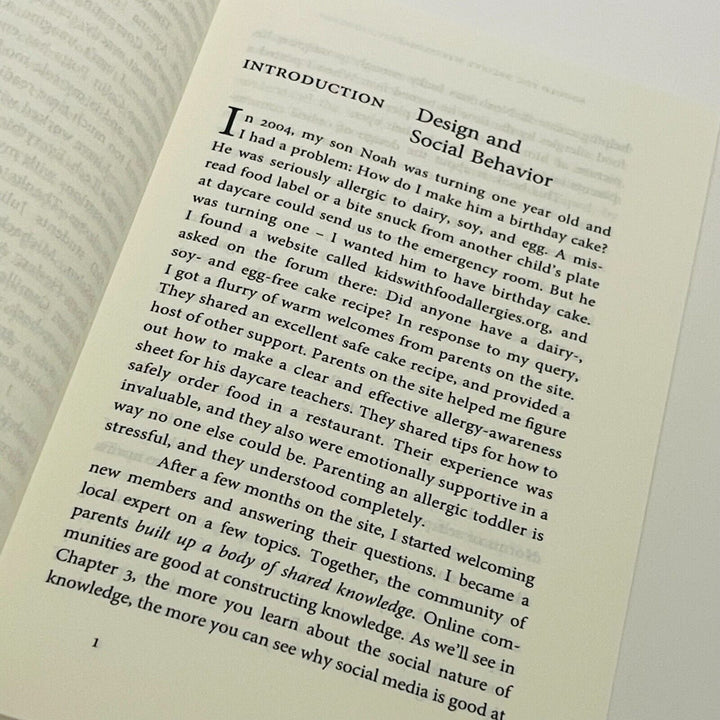 INTRODUCTION
Design and
Social Behavior
In 2004, my son Noah was turning one year old and
I had a problem: How do I make him a birthday cake?
He was seriously allergic to dairy, soy, and egg. A mis-
read food label or a bite snuck from another child's plate
at daycare could send us to the emergency room. But he
was turning one – I wanted him to have birthday cake.
I found a website called kidswithfoodallergies.org, and
asked on the forum there: Did anyone have a dairy-,
soy- and egg-free cake recipe? In response to my query,
I got a flurry of warm welcomes from parents on the site.
They shared an excellent safe cake recipe, and provided a
host of other support. Parents on the site helped me figure
out how to make a clear and effective allergy-awareness
sheet for his daycare teachers. They shared tips for how to
safely order food in a restaurant. Their experience was
invaluable, and they also were emotionally supportive in a
way no one else could be. Parenting an allergic toddler is
stressful, and they understood completely.
After a few months on the site, I started welcoming
new members and answering their questions. I became a
local expert on a few topics. Together, the community of
parents built up a body of shared knowledge. Online com-
munities are good at constructing knowledge. As we'll see in
Chapter 3, the more you learn about the social nature of
knowledge, the more you can see why social media is good at
1